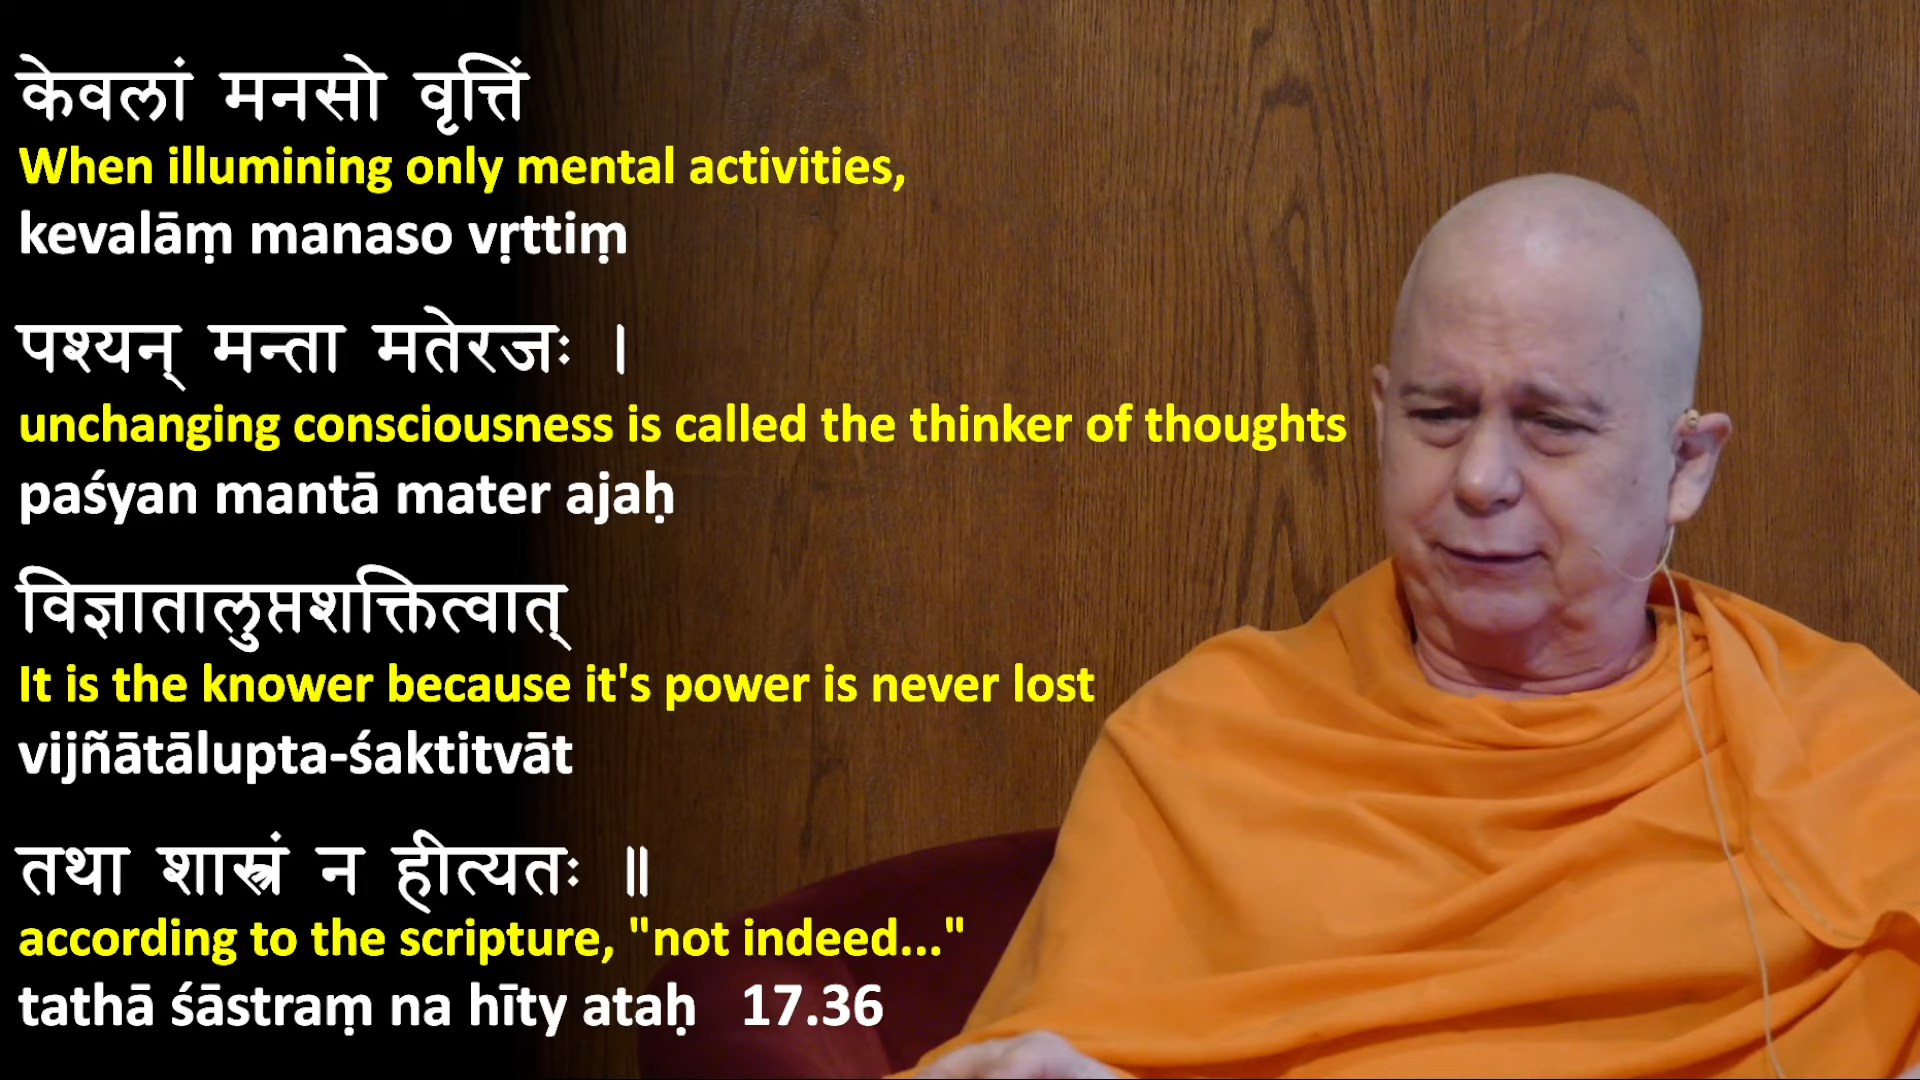 केवलां मनसो वृत्तिं
When illumining only mental activities,
kevalāṃ manaso vṛttiṃ
पश्यन् मन्ता मतेरजः ।
unchanging consciousness is called the thinker of thoughts
paśyan mantā mater ajaḥ
विज्ञातालुप्तशक्तित्वात्
It is the knower because it's power is never lost
vijñātālupta-śaktitvāt
तथा शास्त्रं न हीत्यतः ॥
according to the scripture, "not indeed..."
tathā śāstraṃ na hīty ataḥ 17.36